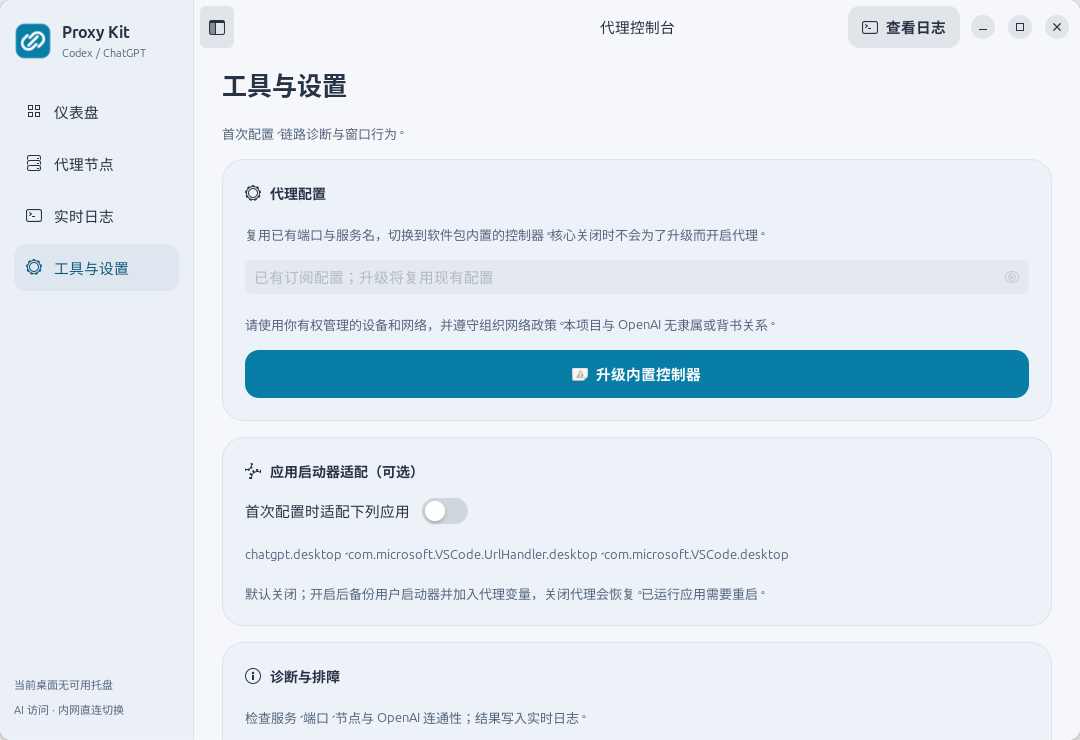 Proxy Kit
Codex / ChatGPT
仪表盘
代理节点
实时日志
工具与设置
当前桌面无可用托盘
AI 访问 · 内网直连切换
代理控制台
查看日志
工具与设置
首次配置、链路诊断与窗口行为。
代理配置
复用已有端口与服务名，切换到软件包内置的控制器。核心关闭时不会为了升级而开启代理。
已有订阅配置；升级将复用现有配置
请使用你有权管理的设备和网络，并遵守组织网络政策。本项目与 OpenAI 无隶属或背书关系。
升级内置控制器
应用启动器适配（可选）
首次配置时适配下列应用
chatgpt.desktop、com.microsoft.VSCode.UrlHandler.desktop、com.microsoft.VSCode.desktop
默认关闭；开启后备份用户启动器并加入代理变量，关闭代理会恢复。已运行应用需要重启。
诊断与排障
检查服务、端口、节点与 OpenAI 连通性；结果写入实时日志。